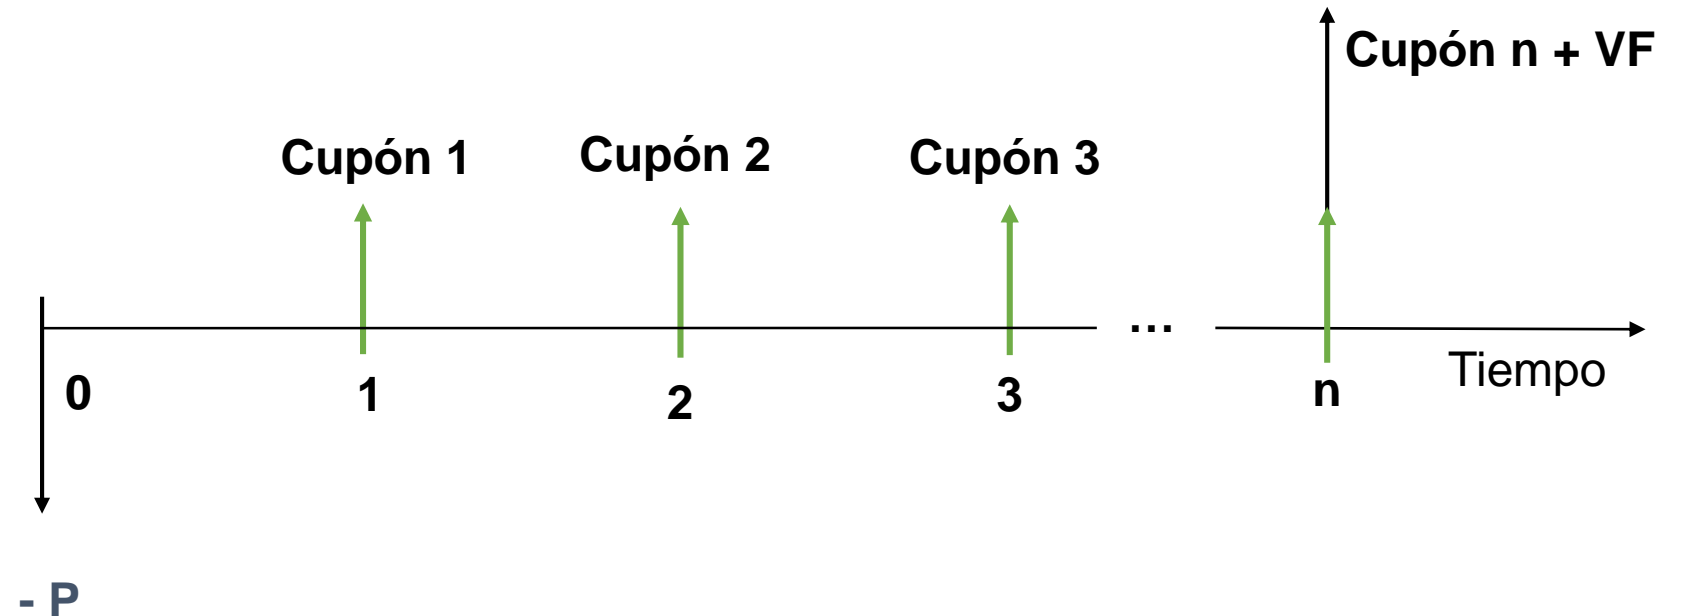 Cupón n + VF
Cupón 1
Cupón 2
Cupón 3
...
0
1
2
3
n
Tiempo
- P